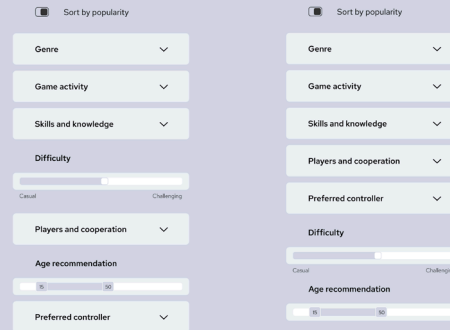 Sort by popularity
Genre
Game activity
Skills and knowledge
Difficulty
Casual Challenging
Players and cooperation
Age recommendation
15 50
Preferred controller
Sort by popularity
Genre
Game activity
Skills and knowledge
Players and cooperation
Preferred controller
Difficulty
Casual Challenging
Age recommendation
15 50